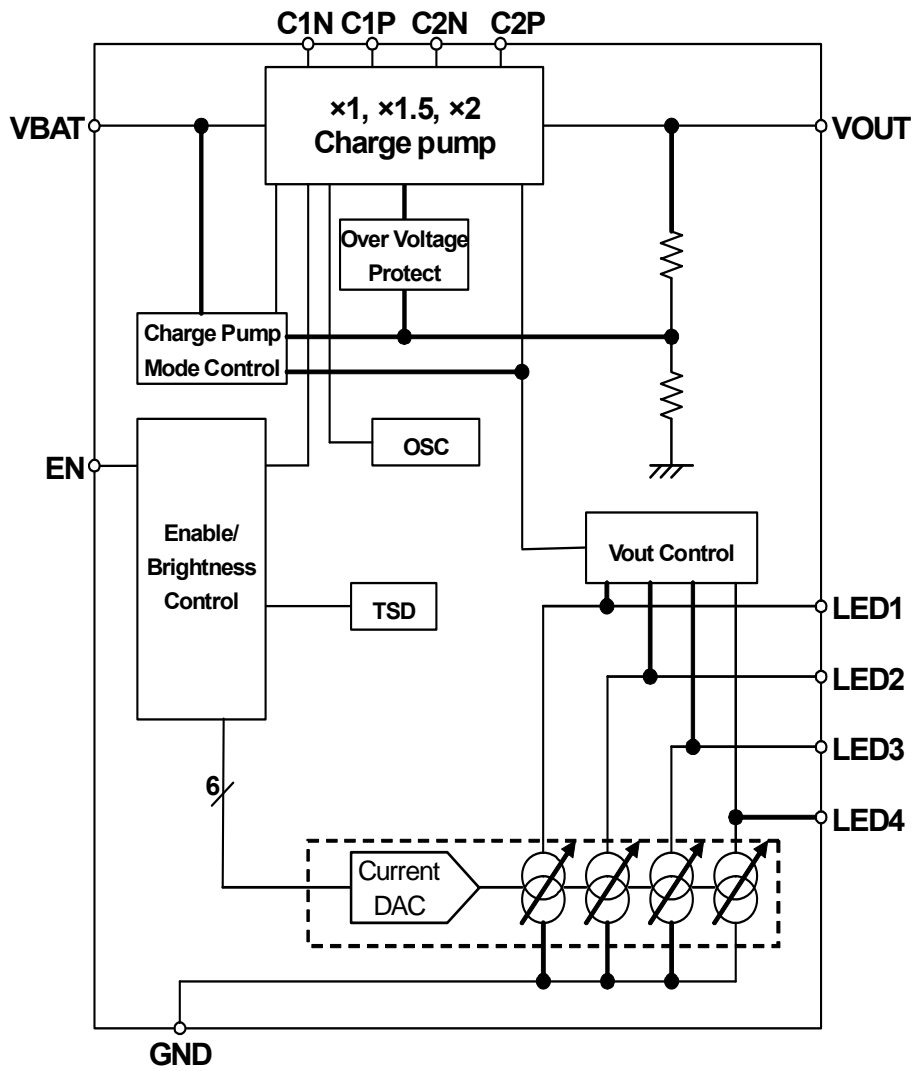 C1N C1P C2N C2P
×1, ×1.5, ×2
Charge pump
VBAT
VOUT
Over Voltage
Protect
Charge Pump
Mode Control
OSC
EN
Enable/
Brightness
Control
Vout Control
TSD
LED1
LED2
LED3
6
LED4
Current
DAC
GND